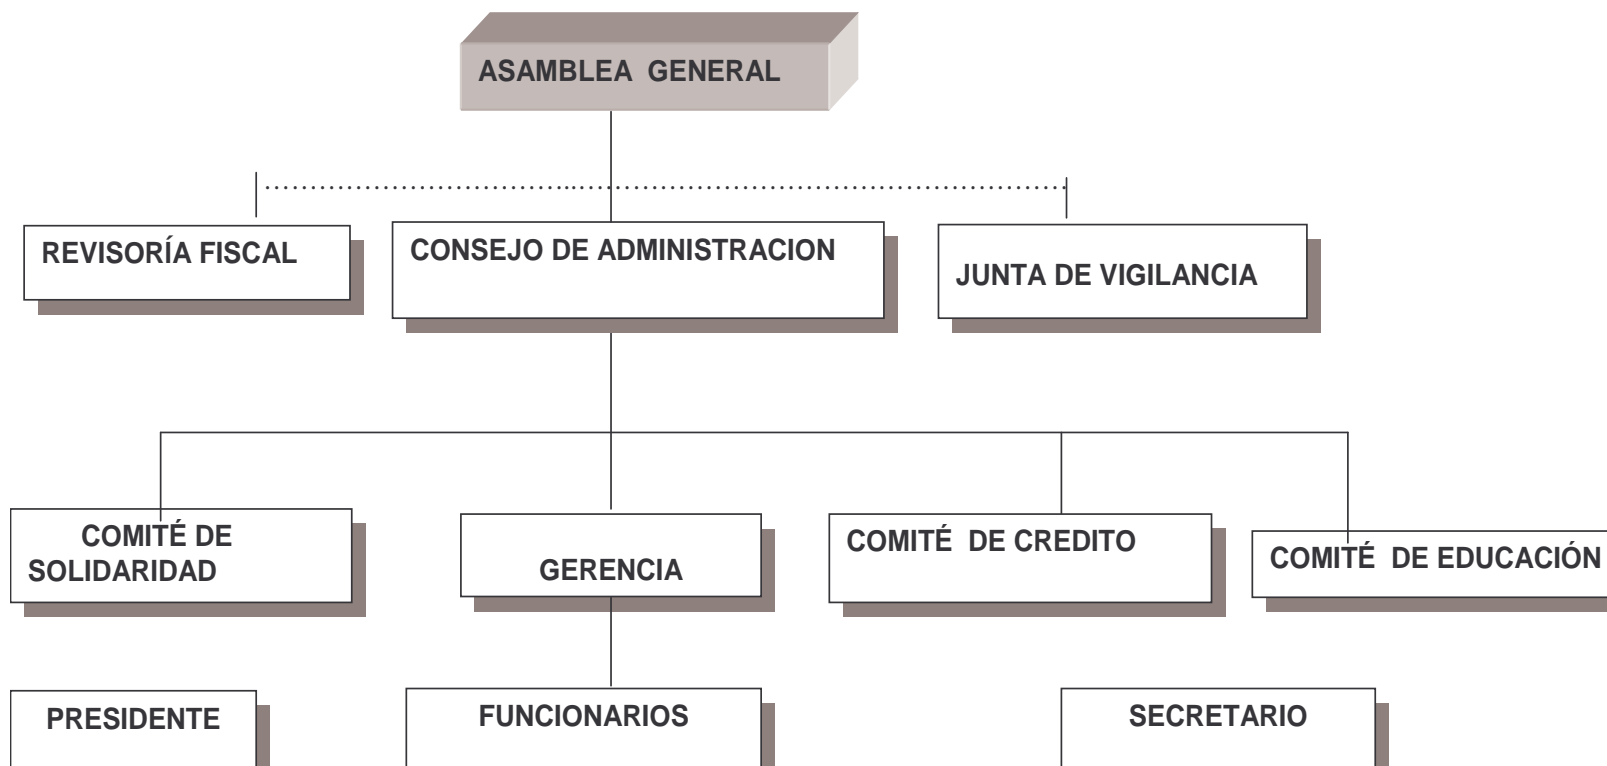 ASAMBLEA GENERAL
REVISORÍA FISCAL
CONSEJO DE ADMINISTRACION
JUNTA DE VIGILANCIA
COMITÉ DE
SOLIDARIDAD
GERENCIA
COMITÉ DE CREDITO
COMITÉ DE EDUCACIÓN
PRESIDENTE
FUNCIONARIOS
SECRETARIO